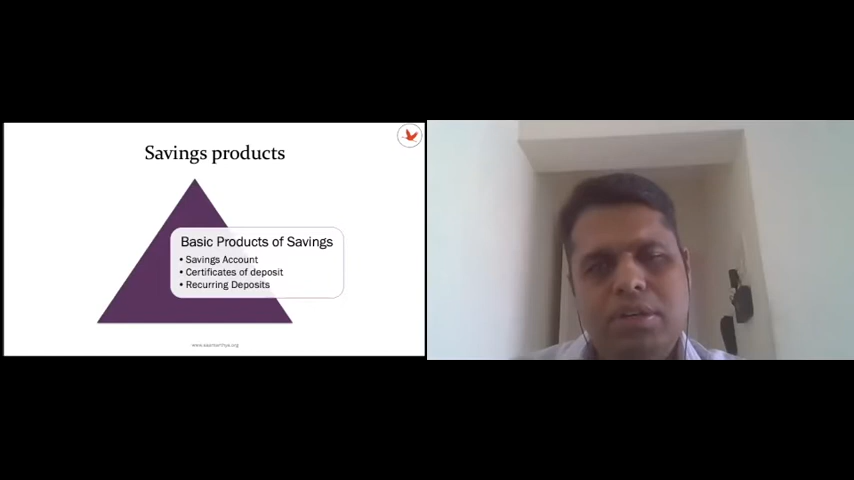 Savings products
Basic Products of Savings
• Savings Account
• Certificates of deposit
• Recurring Deposits